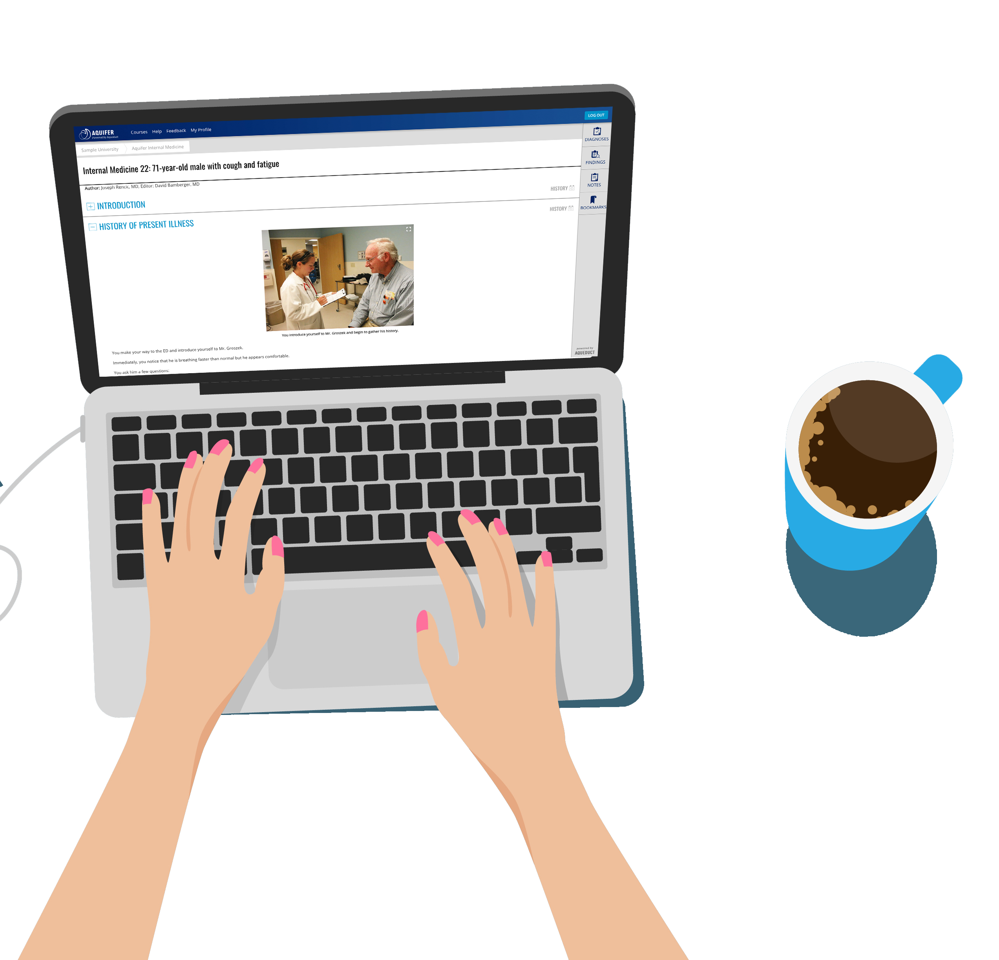 LOG OUT
AQUIFER
Powered by Aqueduct
Courses Help Feedback My Profile
Sample University
Aquifer Internal Medicine
DIAGNOSES
FINDINGS
NOTES
BOOKMARKS
Internal Medicine 22: 71-year-old male with cough and fatigue
Author: Joseph Rencic, MD; Editor: David Bamberger, MD
HISTORY
INTRODUCTION
HISTORY
HISTORY OF PRESENT ILLNESS
You introduce yourself to Mr. Groszek and begin to gather his history.
You make your way to the ED and introduce yourself to Mr. Groszek.
Immediately, you notice that he is breathing faster than normal but he appears comfortable.
You ask him a few questions:
powered by
AQUEDUCT